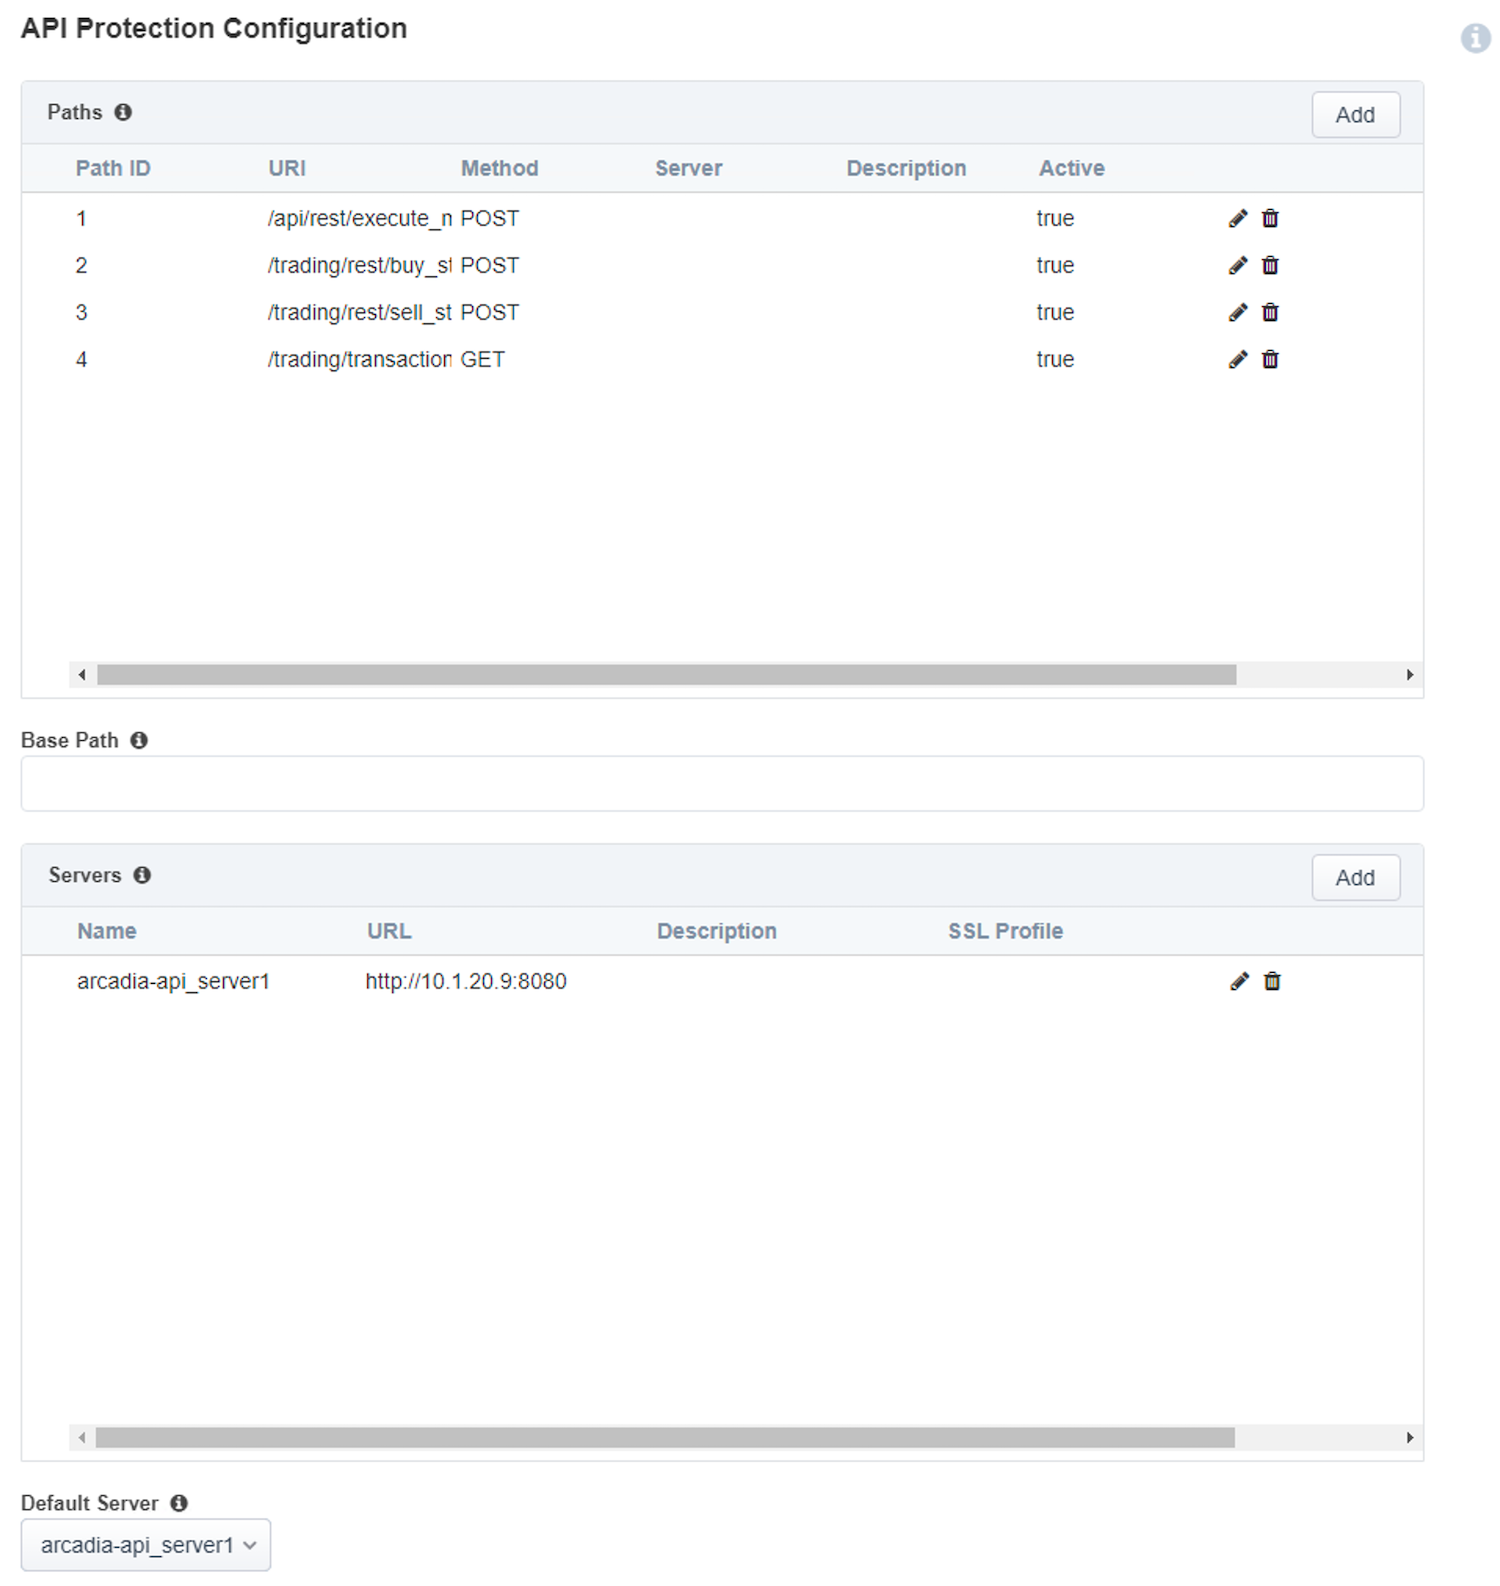 API Protection Configuration
Paths
Add
Path ID URI Method Server Description Active
1 /api/rest/execute_n POST true
2 /trading/rest/buy_st POST true
3 /trading/rest/sell_st POST true
4 /trading/transaction GET true
Base Path
Servers
Add
Name URL Description SSL Profile
arcadia-api_server1 http://10.1.20.9:8080
Default Server
arcadia-api_server1